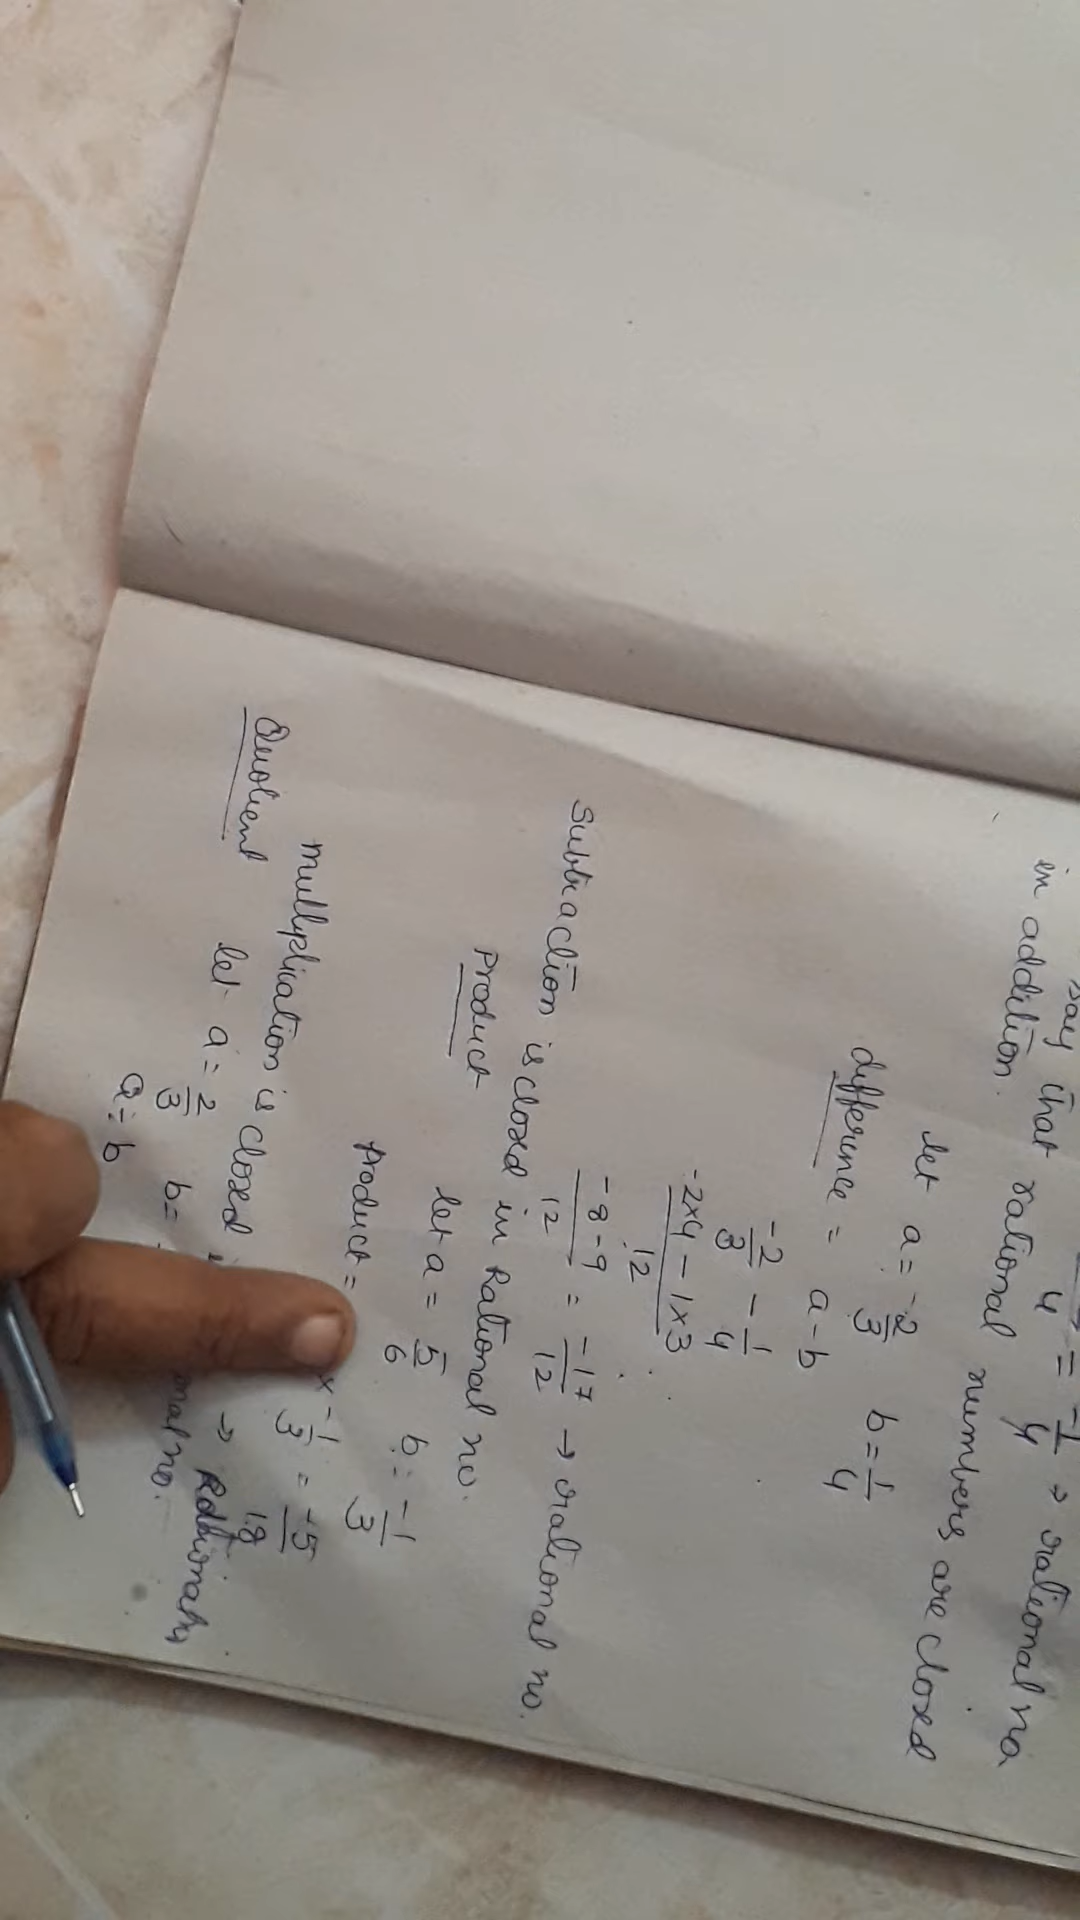 say that 4 = -1/4 → rational no
in addition. rational numbers are closed
let a = -2/3 b = 1/4
difference = a - b
-2/3 - 1/4
-2×4 - 1×3
12
-8-9/12 = -17/12 → rational no.
Subtraction is closed in Rational no.
Product let a = 5/6 b = -1/3
Product = x -1/3 = -5/18
→ Rational
multiplication is closed onal no.
Quotient let a = 2/3 b =
a ÷ b